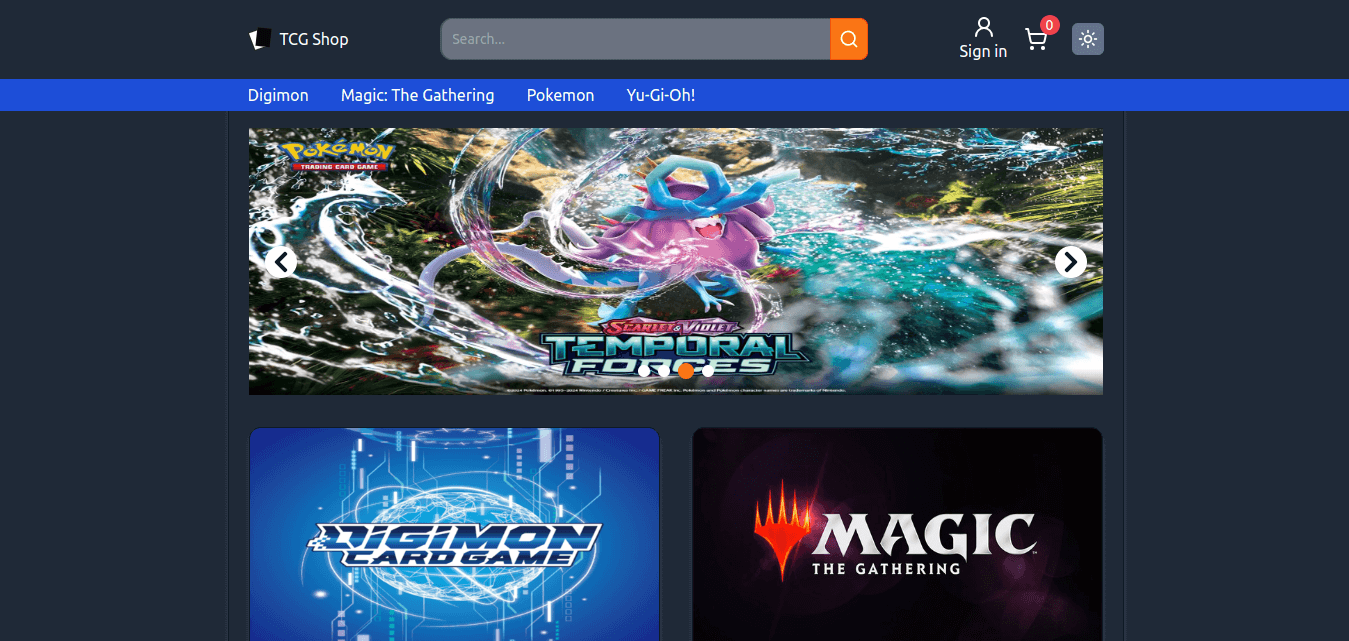 TCG Shop
Search...
Sign in
0
Digimon
Magic: The Gathering
Pokemon
Yu-Gi-Oh!
POKéMON
TRADING CARD GAME
SCARLET & VIOLET
TEMPORAL
FORCES
DIGIMON
CARD GAME
MAGIC
THE GATHERING